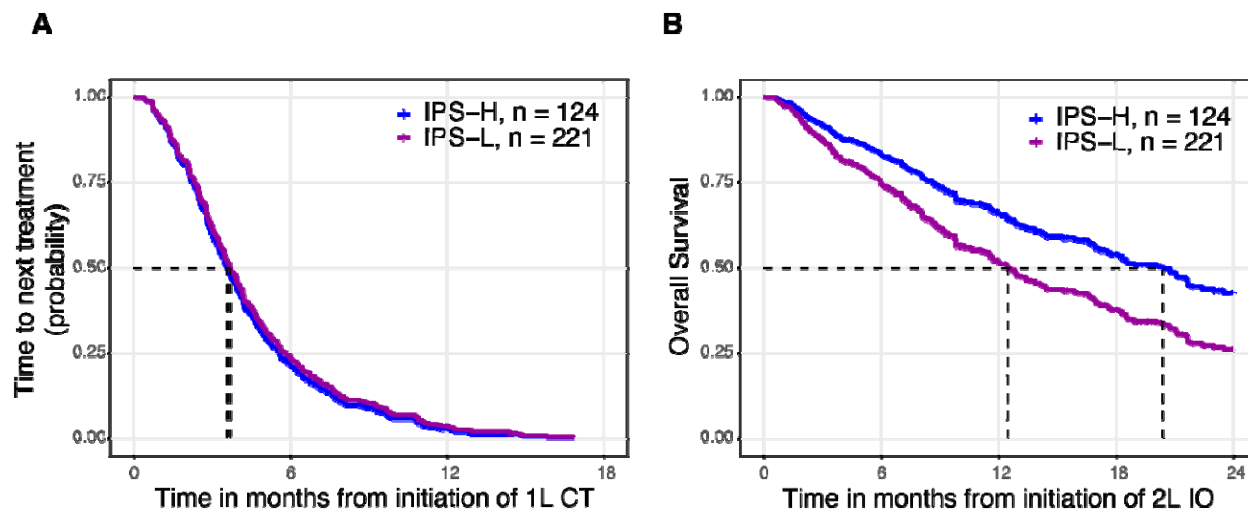 A
Time to next treatment
(probability)
1.00
0.75
0.50
0.25
0.00
IPS–H, n = 124
IPS–L, n = 221
0 6 12 18
Time in months from initiation of 1L CT
B
Overall Survival
1.00
0.75
0.50
0.25
0.00
IPS–H, n = 124
IPS–L, n = 221
0 6 12 18 24
Time in months from initiation of 2L IO